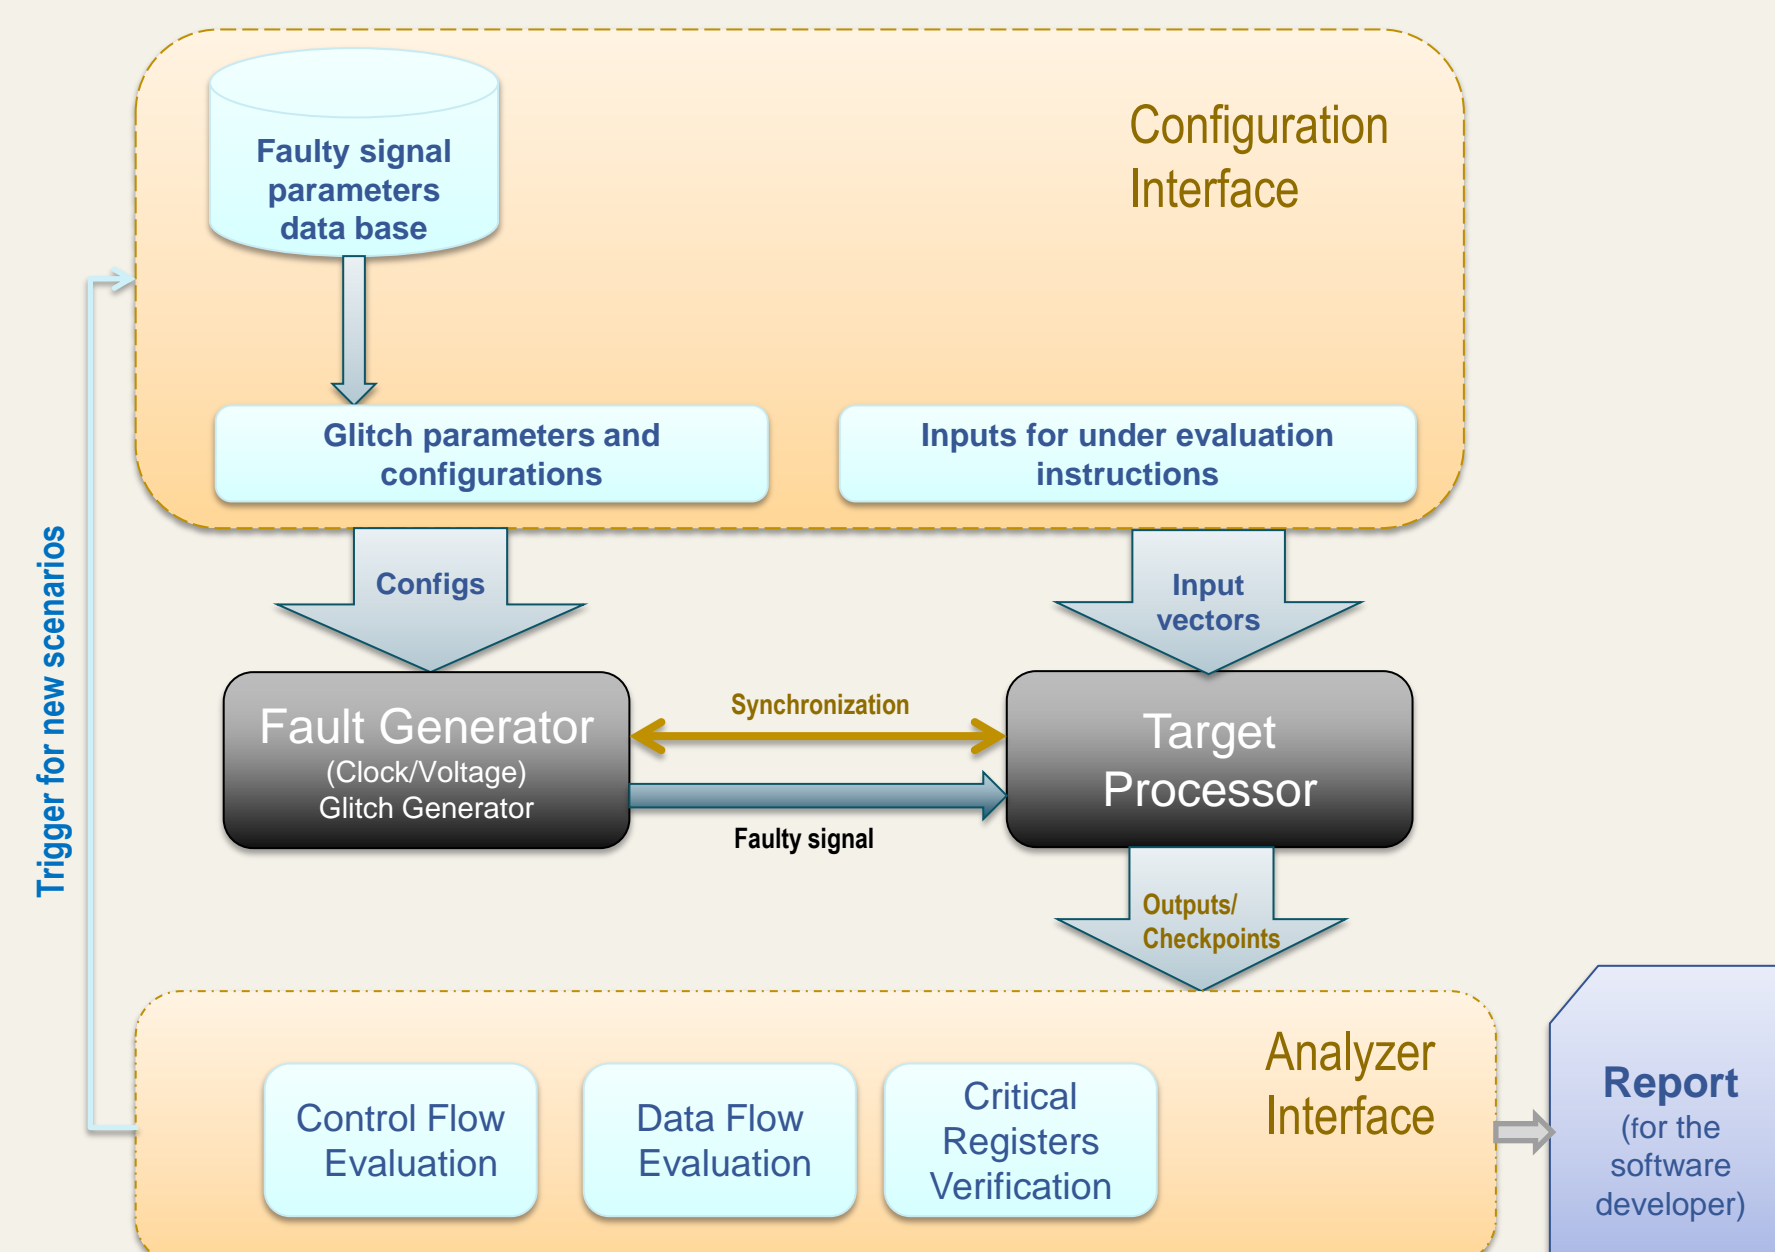 Configuration
Interface
Faulty signal
parameters
data base
Glitch parameters and
configurations
Inputs for under evaluation
instructions
Trigger for new scenarios
Configs
Input
vectors
Fault Generator
(Clock/Voltage)
Glitch Generator
Synchronization
Faulty signal
Target
Processor
Outputs/
Checkpoints
Analyzer
Interface
Control Flow
Evaluation
Data Flow
Evaluation
Critical
Registers
Verification
Report
(for the
software
developer)